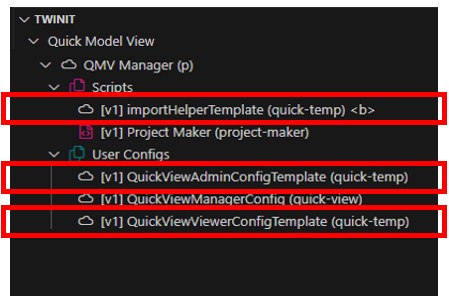 TWINIT
Quick Model View
QMV Manager (p)
Scripts
[v1] importHelperTemplate (quick-temp) <b>
[v1] Project Maker (project-maker)
User Configs
[v1] QuickViewAdminConfigTemplate (quick-temp)
[v1] QuickViewManagerConfig (quick-view)
[v1] QuickViewViewerConfigTemplate (quick-temp)